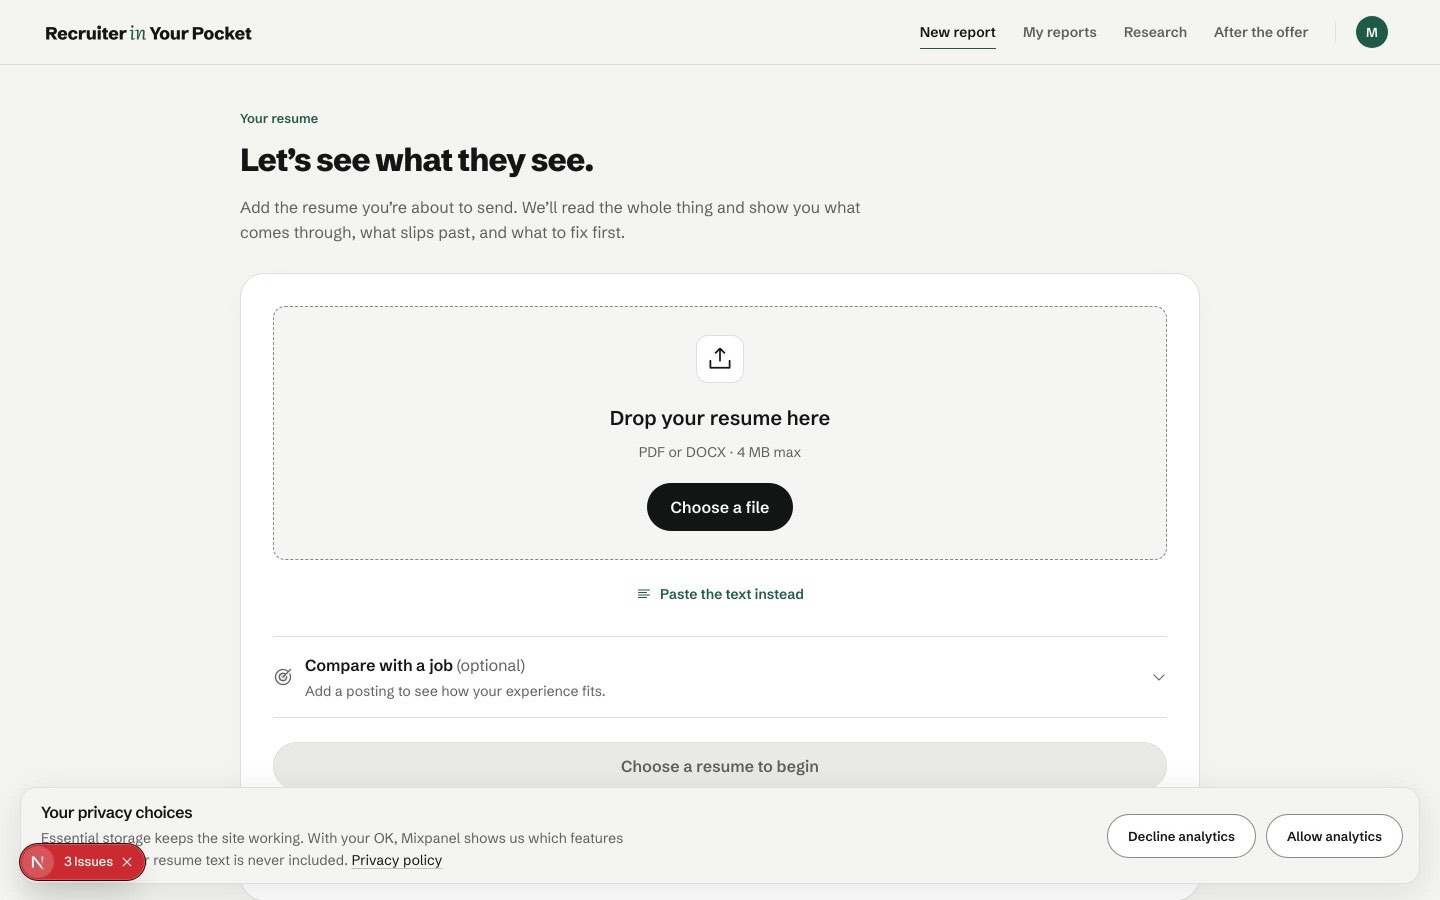 Recruiter in Your Pocket
New report
My reports
Research
After the offer
M
Your resume
Let’s see what they see.
Add the resume you’re about to send. We’ll read the whole thing and show you what
comes through, what slips past, and what to fix first.
Drop your resume here
PDF or DOCX · 4 MB max
Choose a file
Paste the text instead
Compare with a job (optional)
Add a posting to see how your experience fits.
Choose a resume to begin
Your privacy choices
Essential storage keeps the site working. With your OK, Mixpanel shows us which features
resume text is never included. Privacy policy
Decline analytics
Allow analytics
N
3 Issues